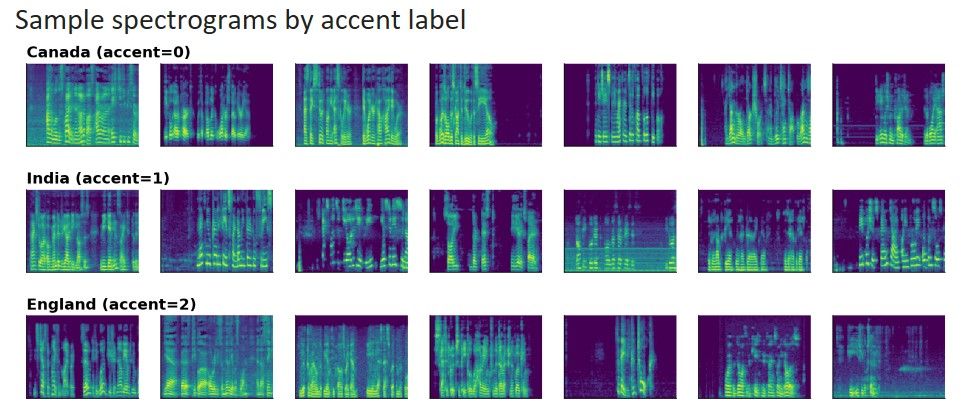 Sample spectrograms by accent label
Canada (accent=0)
India (accent=1)
England (accent=2)